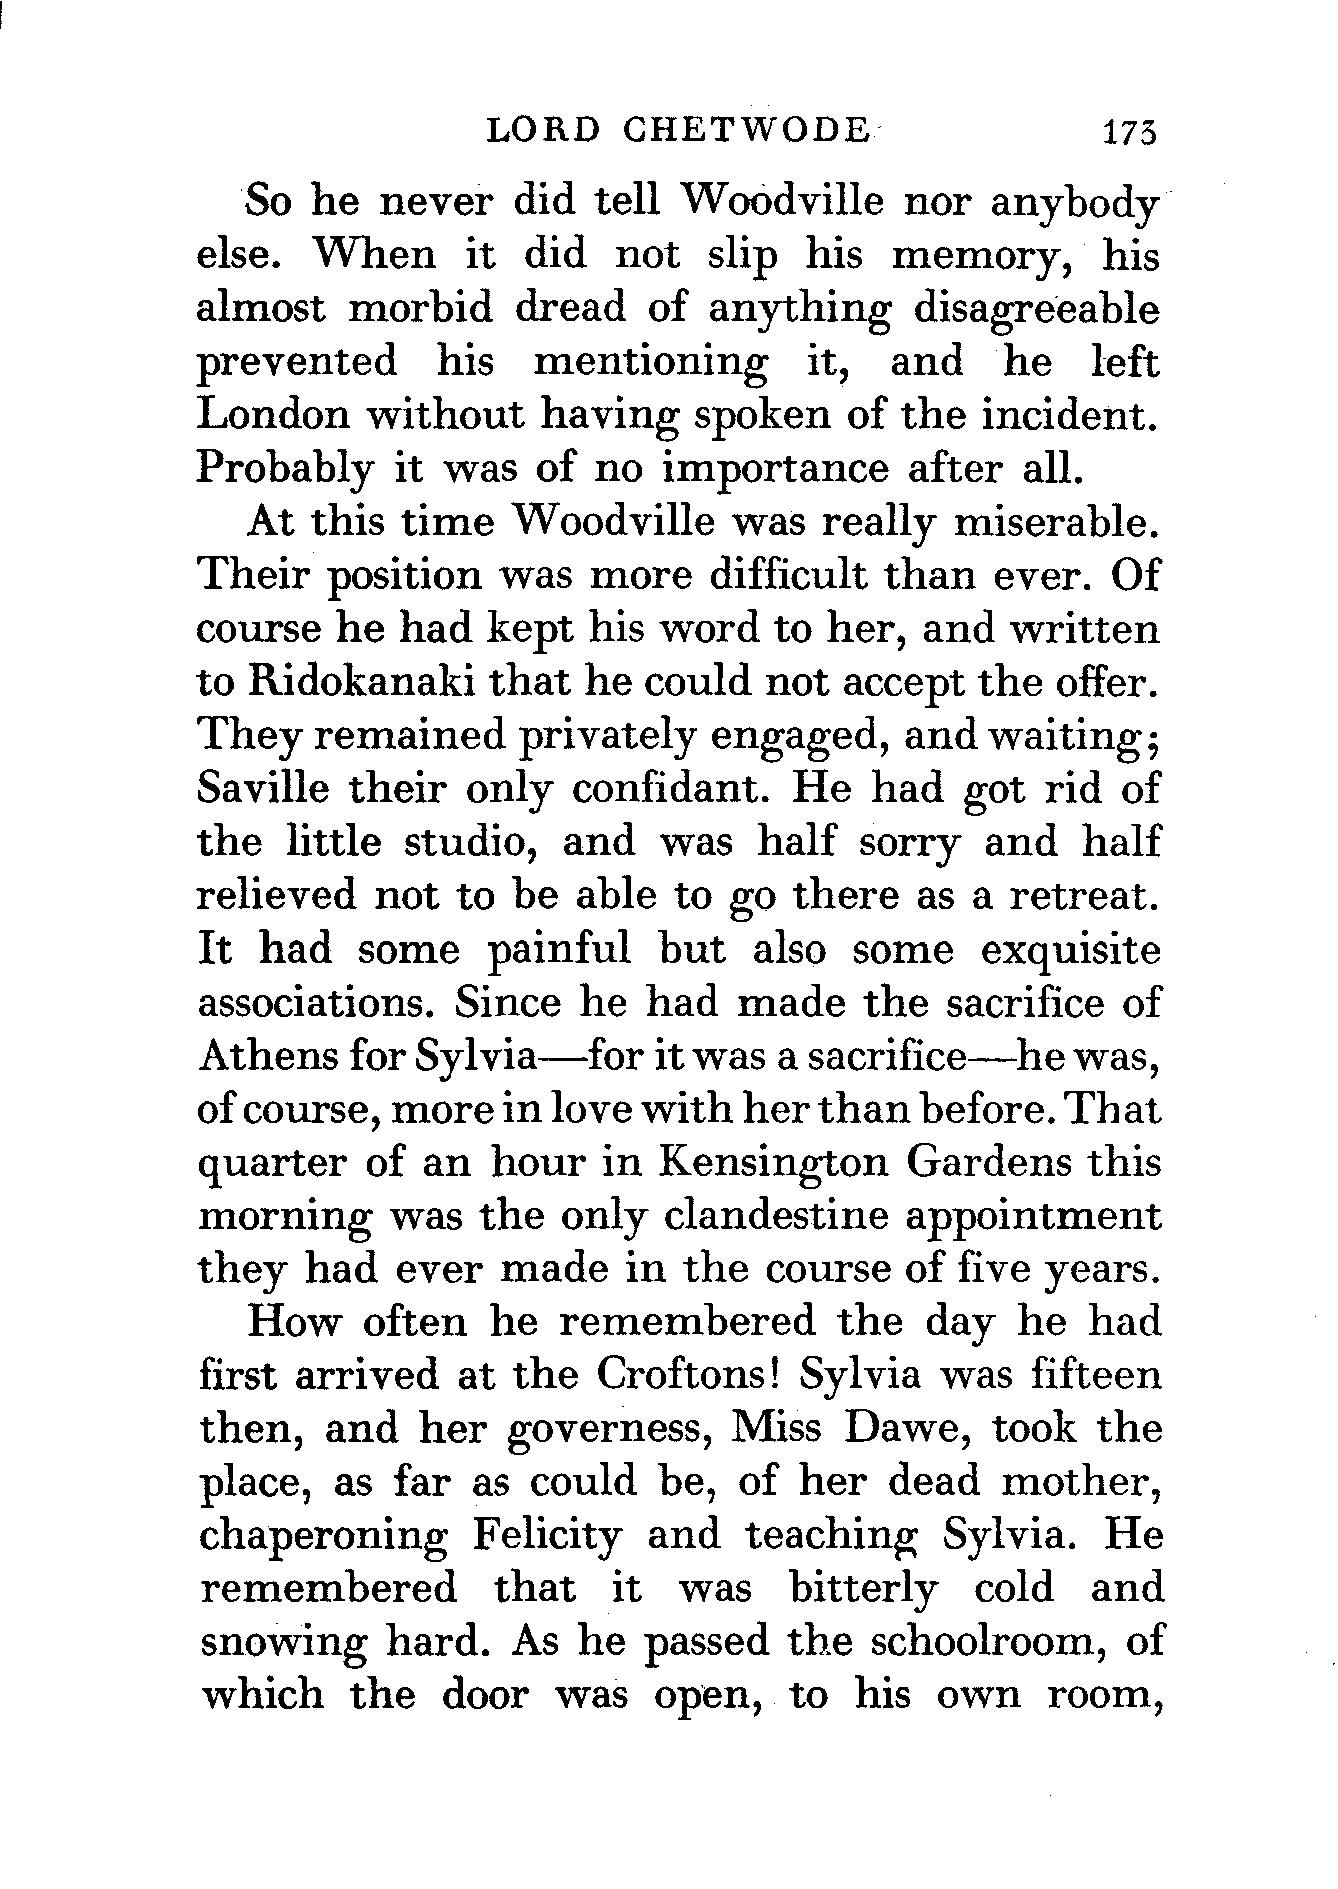 LORD CHETWODE 173
So he never did tell Woodville nor anybody
else. When it did not slip his memory, his
almost morbid dread of anything disagreeable
prevented his mentioning it, and he left
London without having spoken of the incident.
Probably it was of no importance after all.
At this time Woodville was really miserable.
Their position was more difficult than ever. Of
course he had kept his word to her, and written
to Ridokanaki that he could not accept the offer.
They remained privately engaged, and waiting;
Saville their only confidant. He had got rid of
the little studio, and was half sorry and half
relieved not to be able to go there as a retreat.
It had some painful but also some exquisite
associations. Since he had made the sacrifice of
Athens for Sylvia—for it was a sacrifice—he was,
of course, more in love with her than before. That
quarter of an hour in Kensington Gardens this
morning was the only clandestine appointment
they had ever made in the course of five years.
How often he remembered the day he had
first arrived at the Croftons! Sylvia was fifteen
then, and her governess, Miss Dawe, took the
place, as far as could be, of her dead mother,
chaperoning Felicity and teaching Sylvia. He
remembered that it was bitterly cold and
snowing hard. As he passed the schoolroom, of
which the door was open, to his own room,